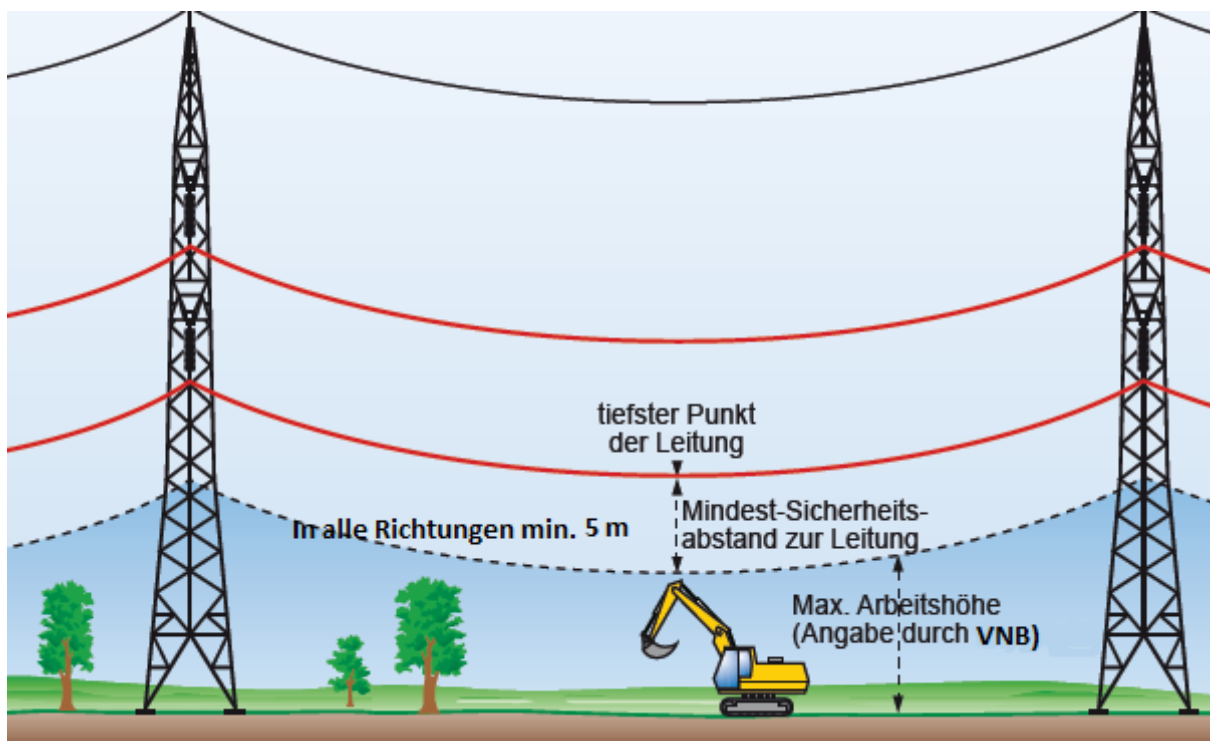 tiefster Punkt
der Leitung
In alle Richtungen min. 5 m
Mindest-Sicherheits-
abstand zur Leitung
Max. Arbeitshöhe
(Angabe durch VNB)